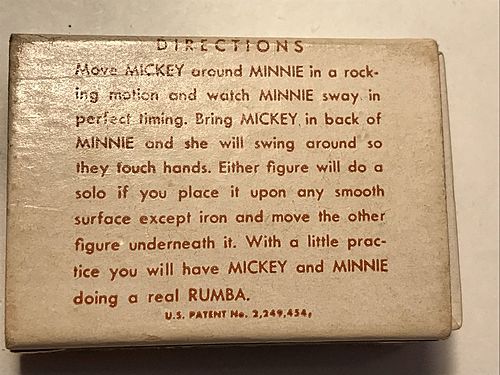 DIRECTIONS
Move MICKEY around MINNIE in a rock-
ing motion and watch MINNIE sway in
perfect timing. Bring MICKEY in back of
MINNIE and she will swing around so
they touch hands. Either figure will do a
solo if you place it upon any smooth
surface except iron and move the other
figure underneath it. With a little prac-
tice you will have MICKEY and MINNIE
doing a real RUMBA.
U.S. PATENT No. 2,249,454,